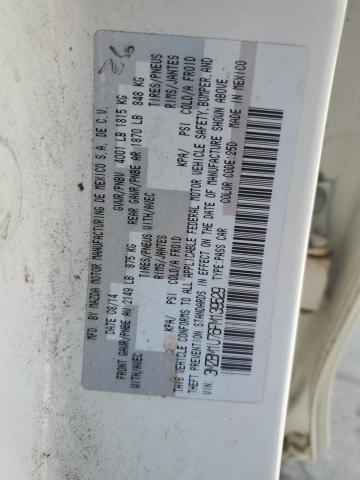 MFD BY MAZDA MOTOR MANUFACTURING DE MEXICO S.A. DE C.V.
DATE 08/14 GVWR/PNBV 4001 LB 1815 KG
FRONT GAWR/PNBE AV 2149 LB 975 KG REAR GAWR/PNBE AR 1870 LB 848 KG
WITH/AVEC TIRES/PNEUS WITH/AVEC TIRES/PNEUS
RIMS/JANTES RIMS/JANTES
KPA/ PSI COLD/A FROID KPA/ PSI COLD/A FROID
THIS VEHICLE CONFORMS TO ALL APPLICABLE FEDERAL MOTOR VEHICLE SAFETY, BUMPER, AND
THEFT PREVENTION STANDARDS IN EFFECT ON THE DATE OF MANUFACTURE SHOWN ABOVE.
VIN: 3MZBM1U79FM139829 COLOR CODE:25D MADE IN MEXICO
TYPE:PASS CAR